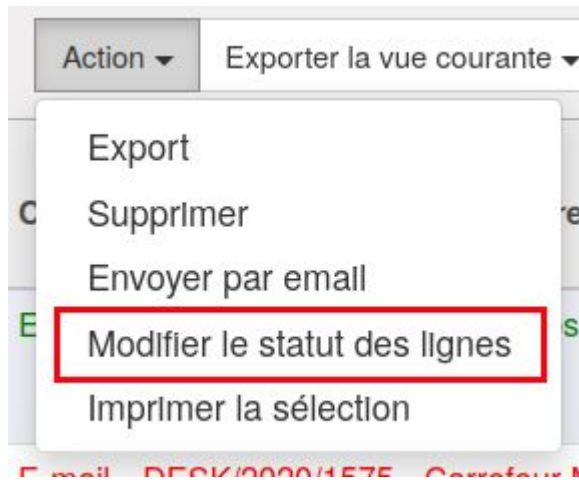 Action Exporter la vue courante
Export
Supprimer
Envoyer par email
Modifier le statut des lignes
Imprimer la sélection
E-mail DESK/2020/1575 Carrefour